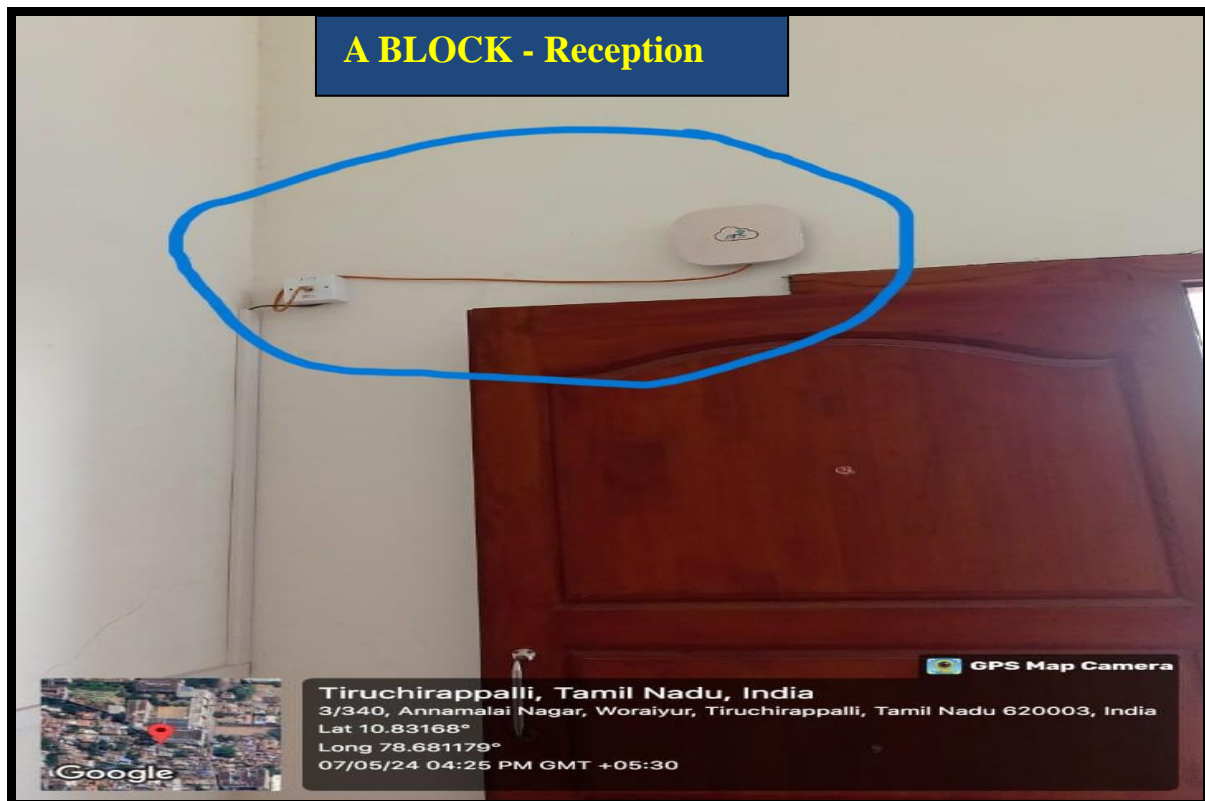 A BLOCK - Reception
GPS Map Camera
Tiruchirappalli, Tamil Nadu, India
3/340, Annamalai Nagar, Woraiyur, Tiruchirappalli, Tamil Nadu 620003, India
Lat 10.83168°
Long 78.681179°
07/05/24 04:25 PM GMT +05:30
Google